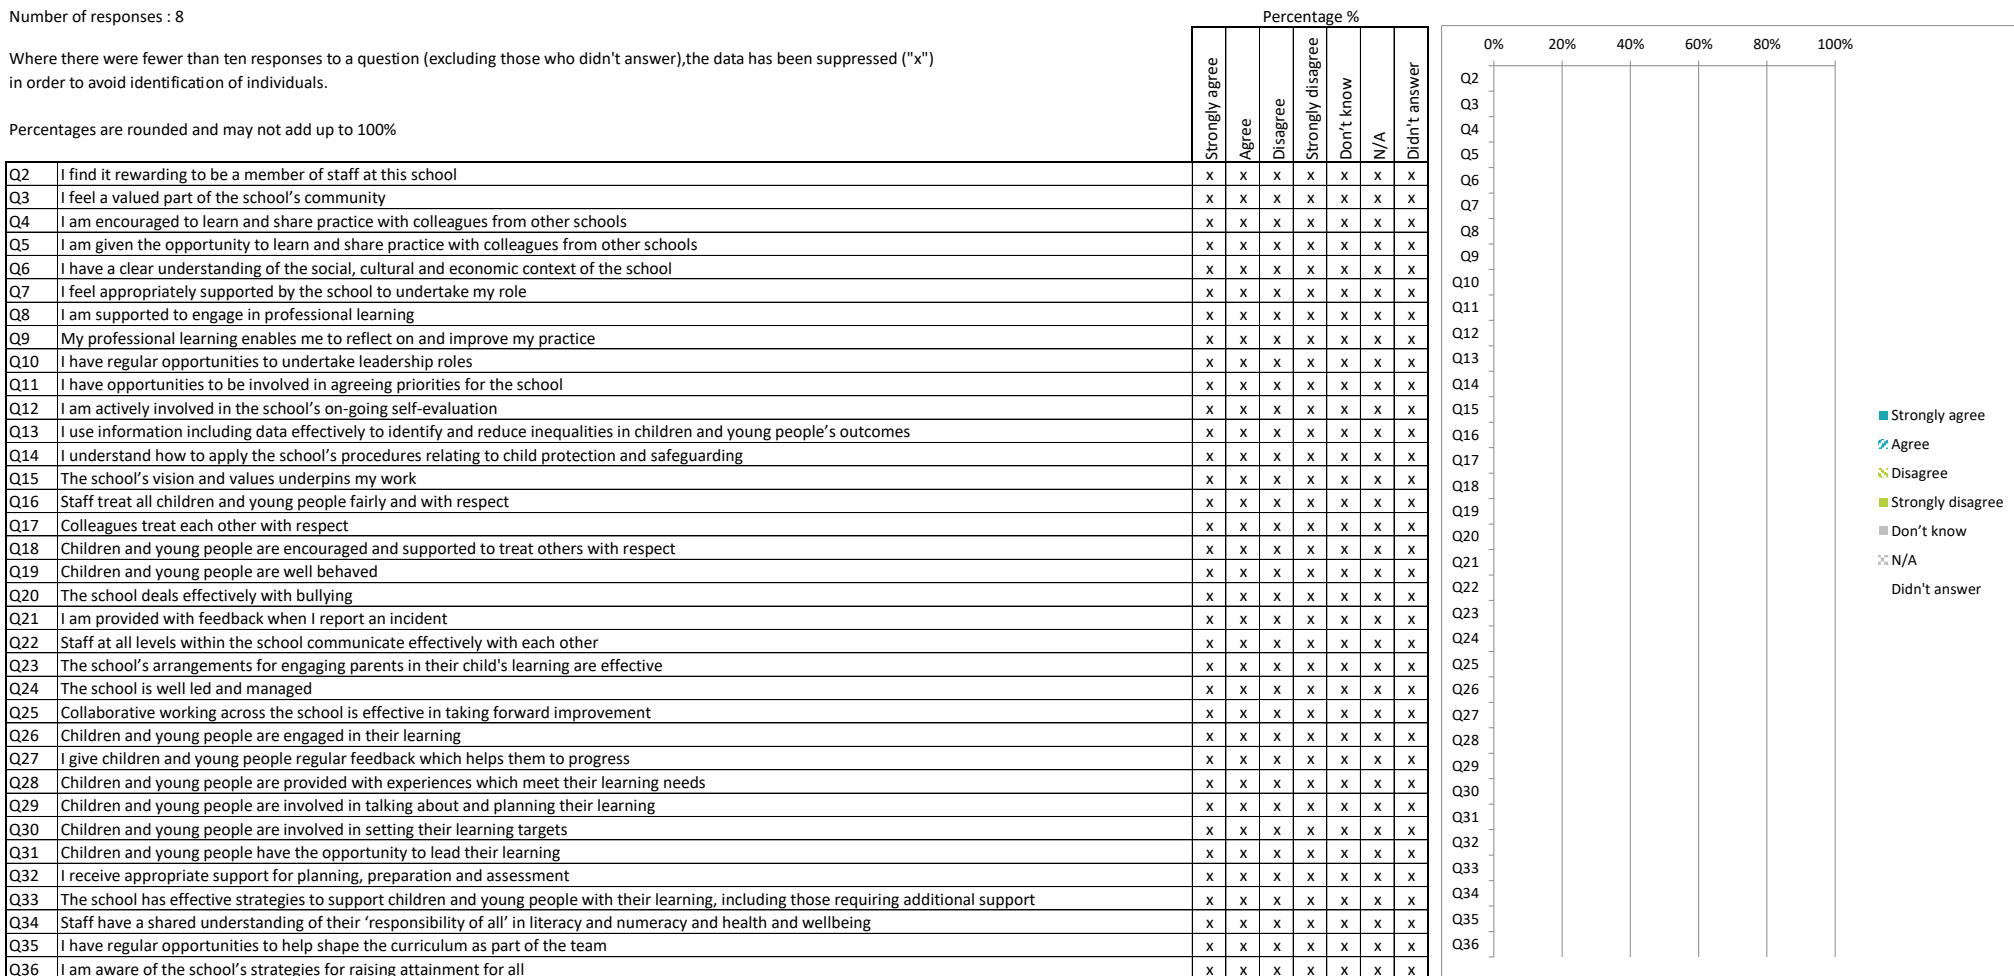 Number of responses : 8
Percentage %
Where there were fewer than ten responses to a question (excluding those who didn't answer),the data has been suppressed ("x")
in order to avoid identification of individuals.
Percentages are rounded and may not add up to 100%
Strongly agree
Agree
Disagree
Strongly disagree
Don’t know
N/A
Didn't answer
Q2 I find it rewarding to be a member of staff at this school x x x x x x x
Q3 I feel a valued part of the school’s community x x x x x x x
Q4 I am encouraged to learn and share practice with colleagues from other schools x x x x x x x
Q5 I am given the opportunity to learn and share practice with colleagues from other schools x x x x x x x
Q6 I have a clear understanding of the social, cultural and economic context of the school x x x x x x x
Q7 I feel appropriately supported by the school to undertake my role x x x x x x x
Q8 I am supported to engage in professional learning x x x x x x x
Q9 My professional learning enables me to reflect on and improve my practice x x x x x x x
Q10 I have regular opportunities to undertake leadership roles x x x x x x x
Q11 I have opportunities to be involved in agreeing priorities for the school x x x x x x x
Q12 I am actively involved in the school’s on-going self-evaluation x x x x x x x
Q13 I use information including data effectively to identify and reduce inequalities in children and young people’s outcomes x x x x x x x
Q14 I understand how to apply the school’s procedures relating to child protection and safeguarding x x x x x x x
Q15 The school’s vision and values underpins my work x x x x x x x
Q16 Staff treat all children and young people fairly and with respect x x x x x x x
Q17 Colleagues treat each other with respect x x x x x x x
Q18 Children and young people are encouraged and supported to treat others with respect x x x x x x x
Q19 Children and young people are well behaved x x x x x x x
Q20 The school deals effectively with bullying x x x x x x x
Q21 I am provided with feedback when I report an incident x x x x x x x
Q22 Staff at all levels within the school communicate effectively with each other x x x x x x x
Q23 The school’s arrangements for engaging parents in their child's learning are effective x x x x x x x
Q24 The school is well led and managed x x x x x x x
Q25 Collaborative working across the school is effective in taking forward improvement x x x x x x x
Q26 Children and young people are engaged in their learning x x x x x x x
Q27 I give children and young people regular feedback which helps them to progress x x x x x x x
Q28 Children and young people are provided with experiences which meet their learning needs x x x x x x x
Q29 Children and young people are involved in talking about and planning their learning x x x x x x x
Q30 Children and young people are involved in setting their learning targets x x x x x x x
Q31 Children and young people have the opportunity to lead their learning x x x x x x x
Q32 I receive appropriate support for planning, preparation and assessment x x x x x x x
Q33 The school has effective strategies to support children and young people with their learning, including those requiring additional support x x x x x x x
Q34 Staff have a shared understanding of their ‘responsibility of all’ in literacy and numeracy and health and wellbeing x x x x x x x
Q35 I have regular opportunities to help shape the curriculum as part of the team x x x x x x x
Q36 I am aware of the school’s strategies for raising attainment for all x x x x x x x
0% 20% 40% 60% 80% 100%
Q2
Q3
Q4
Q5
Q6
Q7
Q8
Q9
Q10
Q11
Q12
Q13
Q14
Q15
Q16
Q17
Q18
Q19
Q20
Q21
Q22
Q23
Q24
Q25
Q26
Q27
Q28
Q29
Q30
Q31
Q32
Q33
Q34
Q35
Q36
Strongly agree
Agree
Disagree
Strongly disagree
Don’t know
N/A
Didn't answer